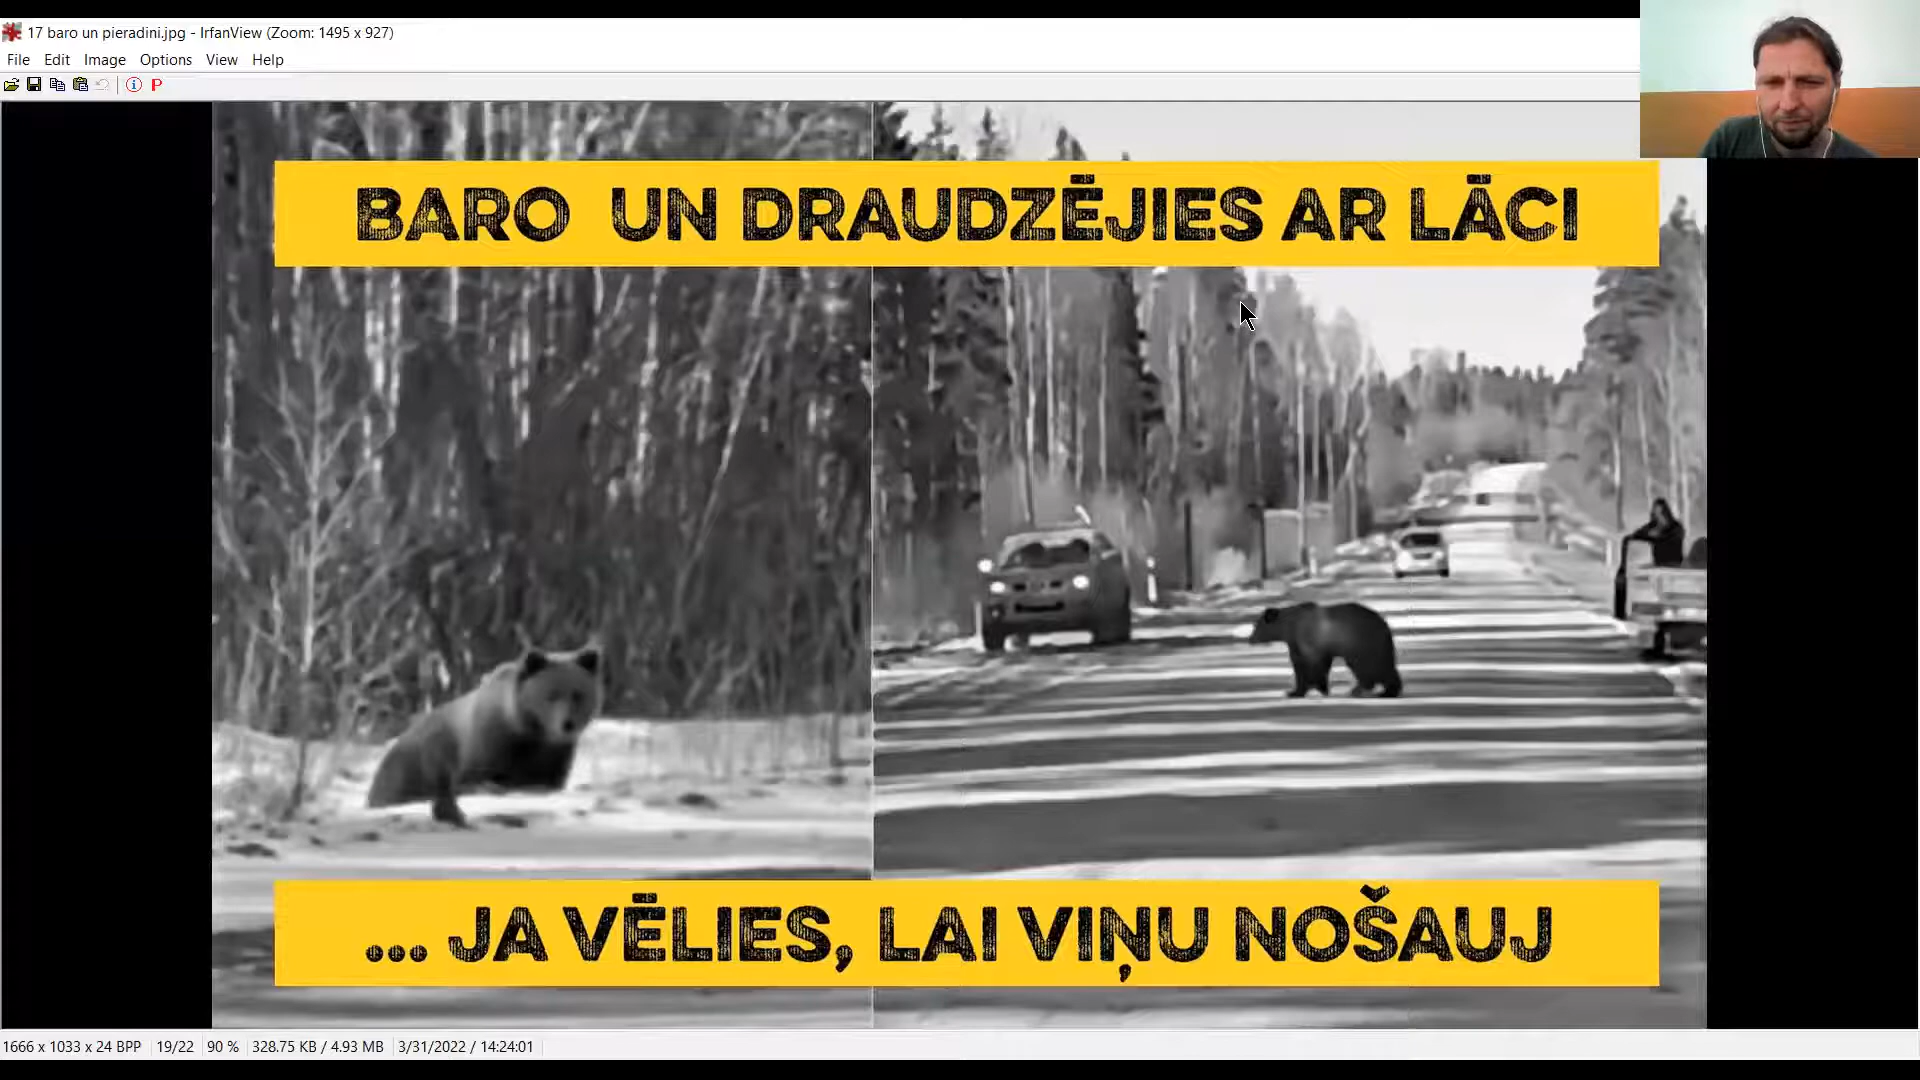 17 baro un pieradini.jpg - IrfanView (Zoom: 1495 x 927)
File Edit Image Options View Help
BARO UN DRAUDZĒJIES AR LĀCI
... JA VĒLIES, LAI VIŅU NOŠAUJ
1666 x 1033 x 24 BPP 19/22 90 % 328.75 KB / 4.93 MB 3/31/2022 / 14:24:01